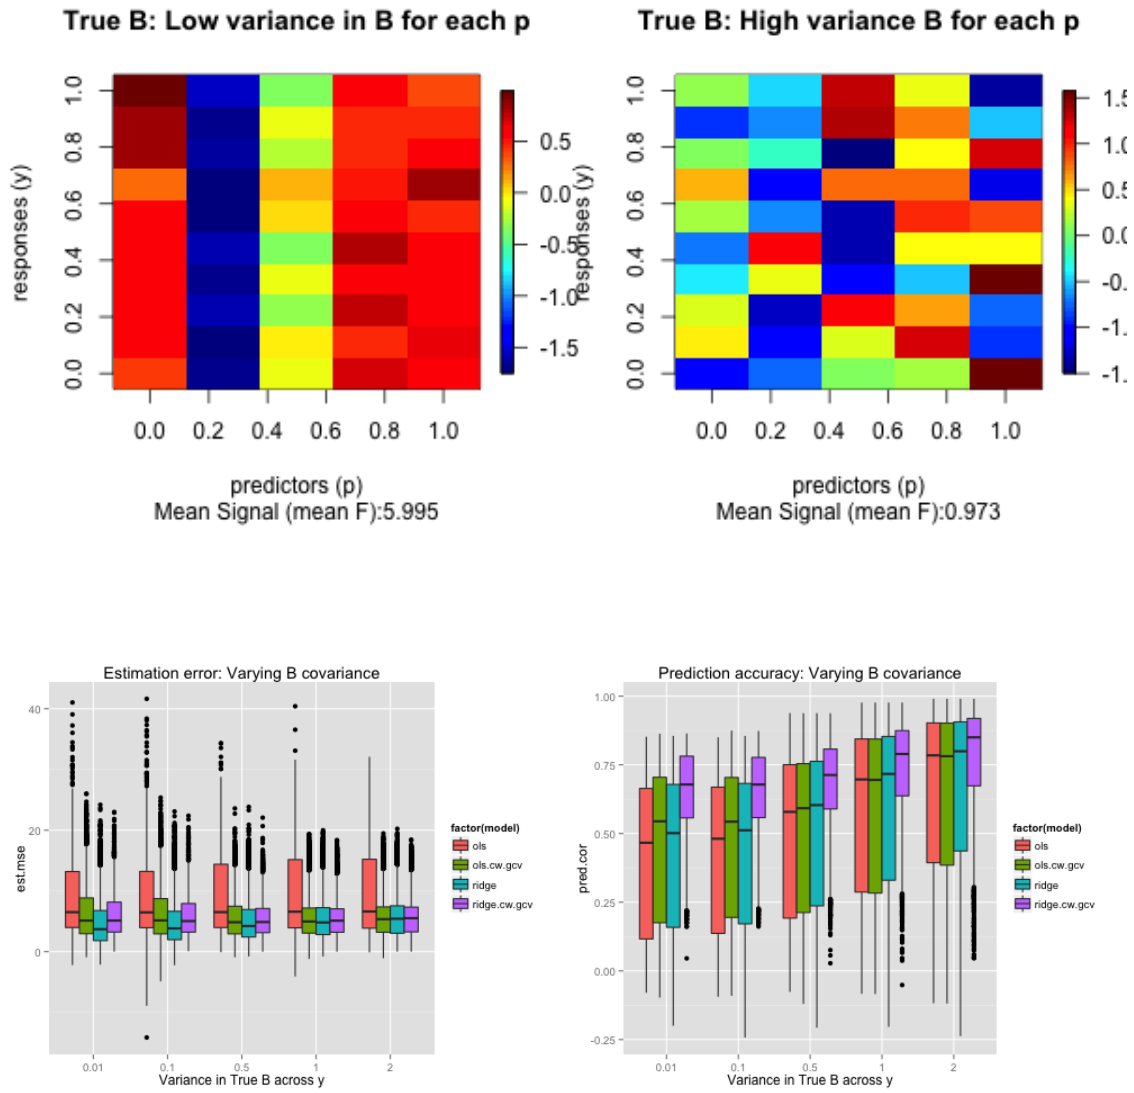 True B: Low variance in B for each p
responses (y)
0.0 0.2 0.4 0.6 0.8 1.0
0.0 0.2 0.4 0.6 0.8 1.0
0.5
0.0
-0.5
-1.0
-1.5
predictors (p)
Mean Signal (mean F):5.995
True B: High variance B for each p
responses (y)
0.0 0.2 0.4 0.6 0.8 1.0
0.0 0.2 0.4 0.6 0.8 1.0
1.5
1.0
0.5
0.0
-0.
-1.
-1.
predictors (p)
Mean Signal (mean F):0.973
Estimation error: Varying B covariance
est.mse
40
20
0
0.01 0.1 0.5 1 2
Variance in True B across y
factor(model)
ols
ols.cw.gcv
ridge
ridge.cw.gcv
Prediction accuracy: Varying B covariance
pred.cor
1.00
0.75
0.50
0.25
0.00
-0.25
0.01 0.1 0.5 1 2
Variance in True B across y
factor(model)
ols
ols.cw.gcv
ridge
ridge.cw.gcv